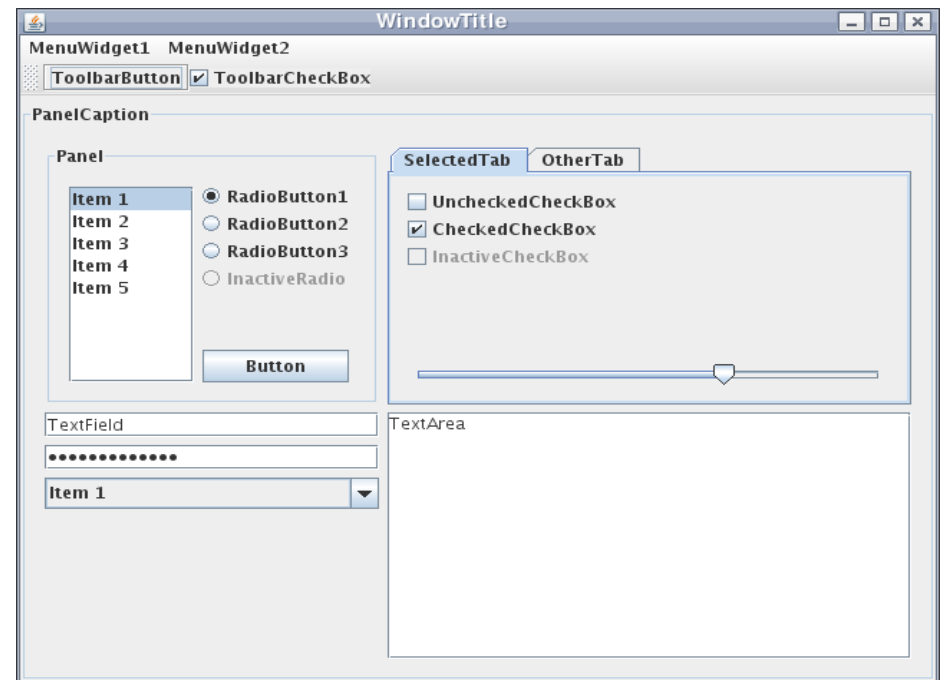 WindowTitle
MenuWidget1 MenuWidget2
ToolbarButton ToolbarCheckBox
PanelCaption
Panel
Item 1
Item 2
Item 3
Item 4
Item 5
RadioButton1
RadioButton2
RadioButton3
InactiveRadio
Button
SelectedTab OtherTab
UncheckedCheckBox
CheckedCheckBox
InactiveCheckBox
TextField
•••••••••••••
Item 1
TextArea